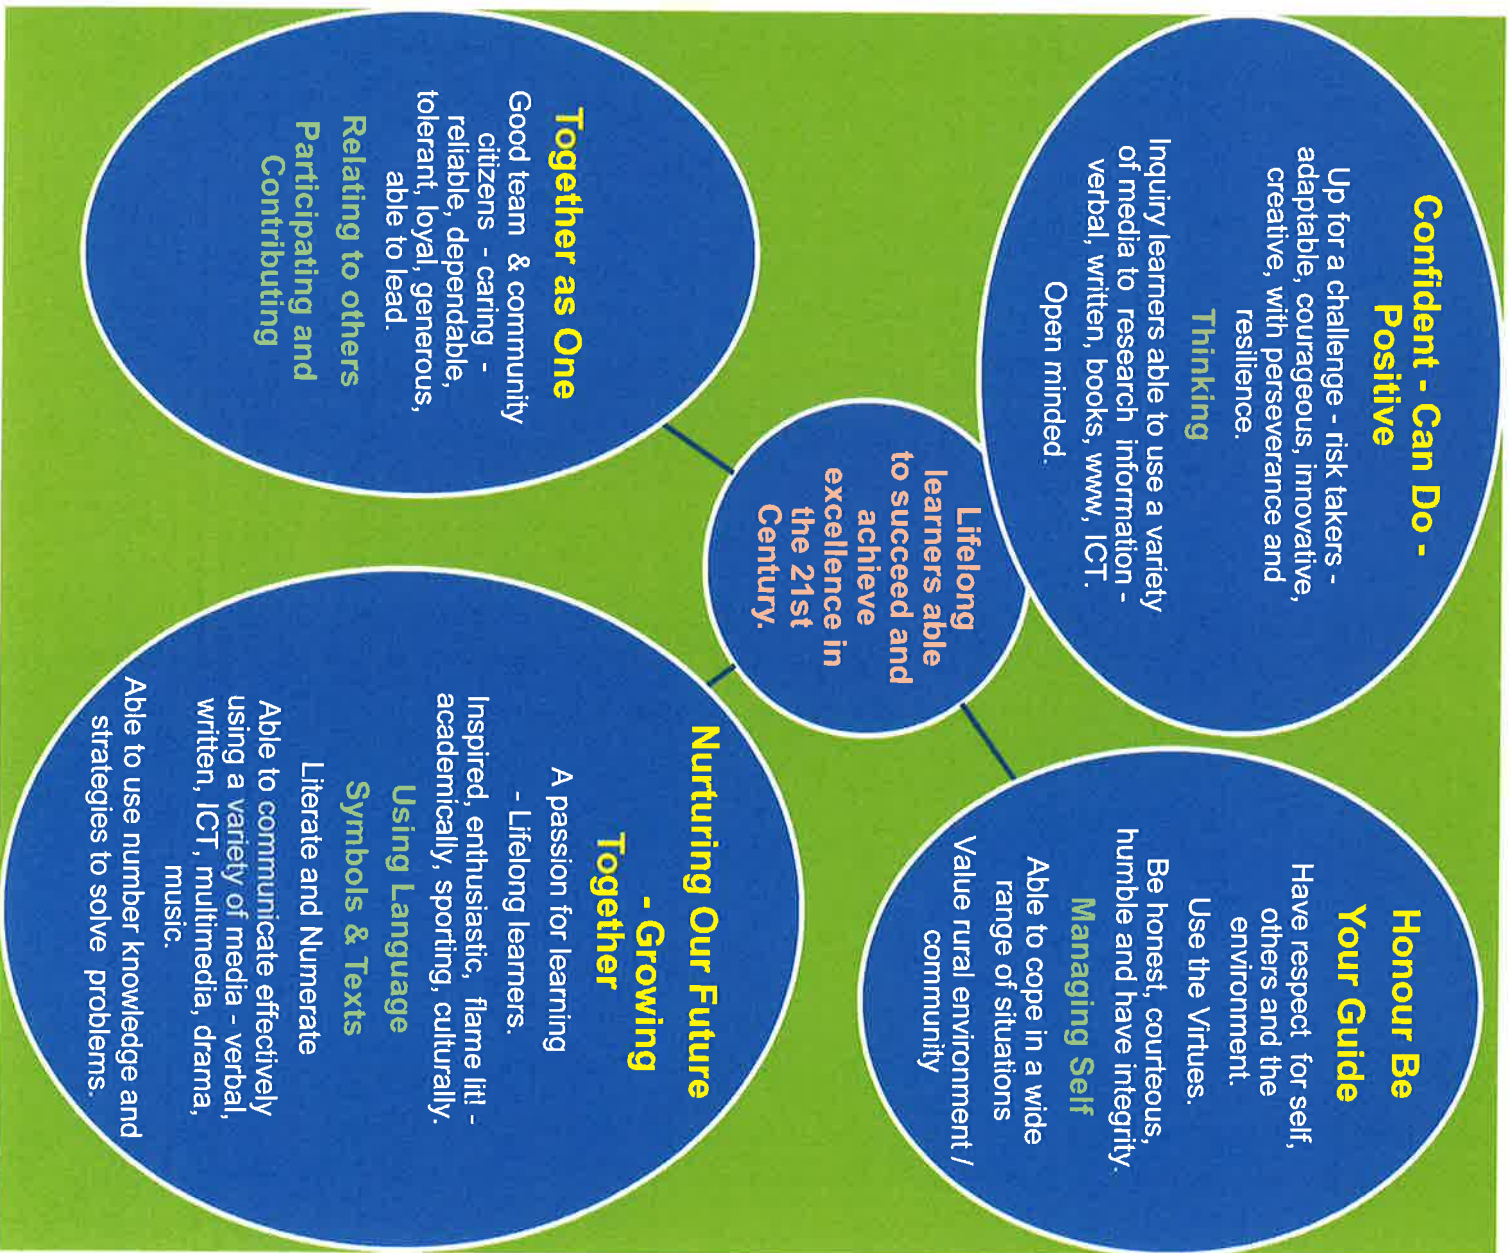 Confident - Can Do -
Positive
Up for a challenge - risk takers -
adaptable, courageous, innovative,
creative, with perseverance and
resilience.
Thinking
Inquiry learners able to use a variety
of media to research information -
verbal, written, books, www, ICT.
Open minded.
Honour Be
Your Guide
Have respect for self,
others and the
environment.
Use the Virtues.
Be honest, courteous,
humble and have integrity.
Managing Self
Able to cope in a wide
range of situations
Value rural environment /
community
Lifelong
learners able
to succeed and
achieve
excellence in
the 21st
Century.
Together as One
Good team & community
citizens - caring -
reliable, dependable,
tolerant, loyal, generous,
able to lead.
Relating to others
Participating and
Contributing
Nurturing Our Future
- Growing
Together
A passion for learning
- Lifelong learners.
Inspired, enthusiastic, flame lit! -
academically, sporting, culturally.
Using Language
Symbols & Texts
Literate and Numerate
Able to communicate effectively
using a variety of media - verbal,
written, ICT, multimedia, drama,
music.
Able to use number knowledge and
strategies to solve problems.